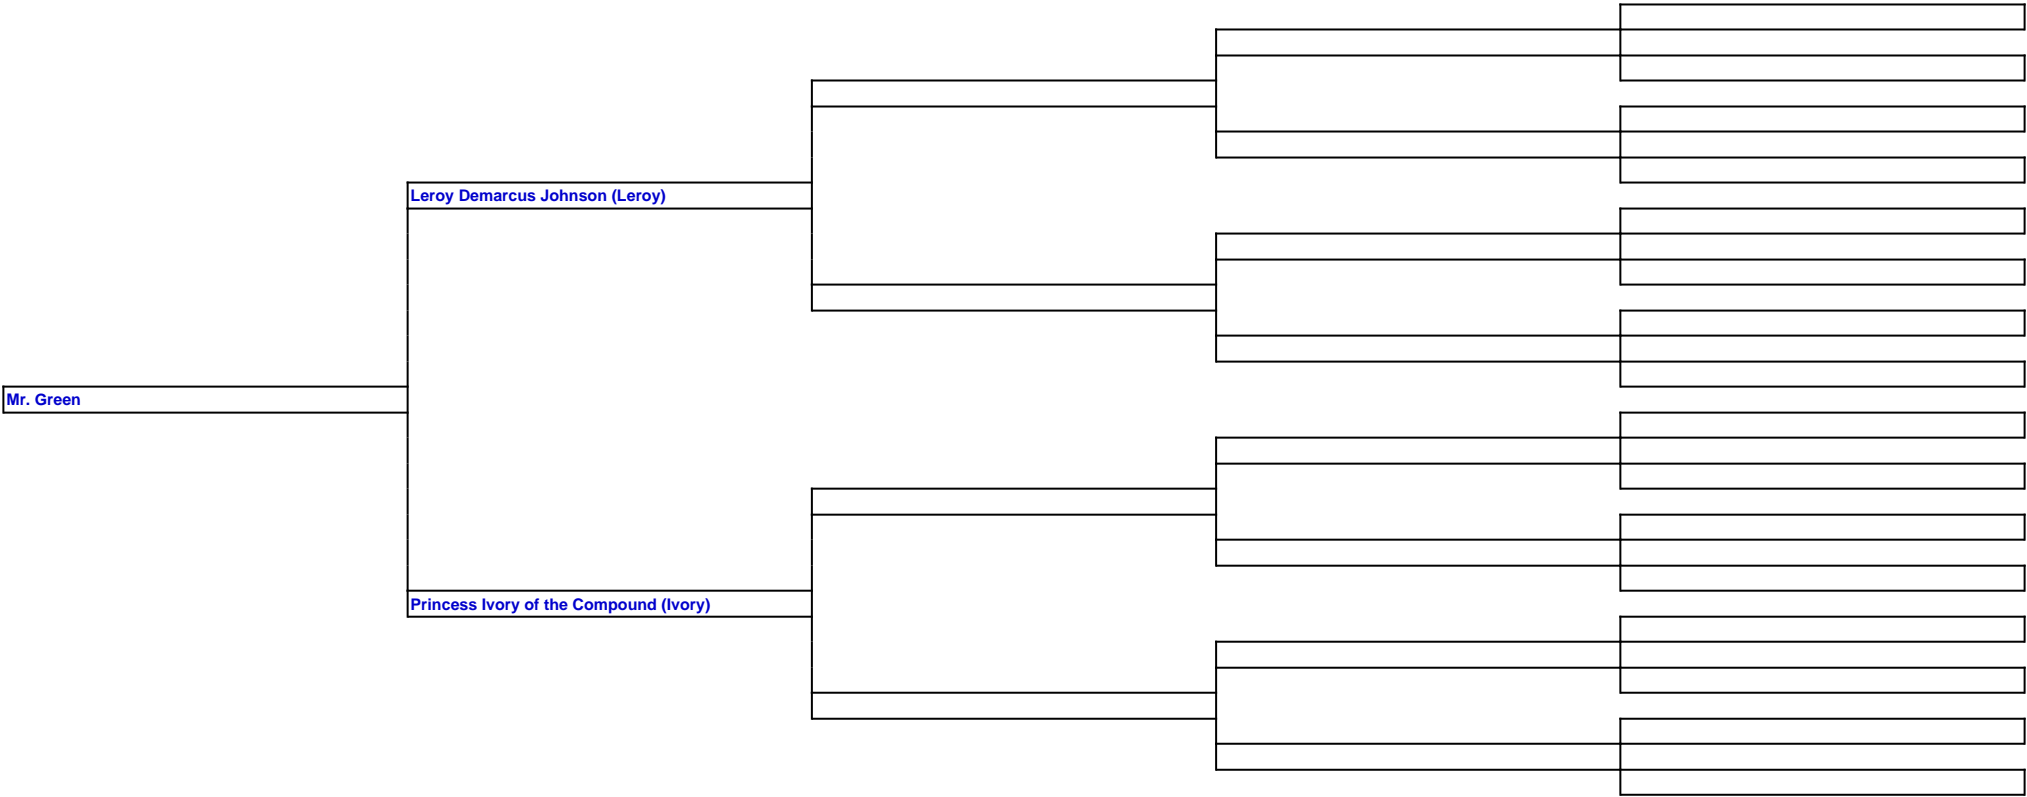 Leroy Demarcus Johnson (Leroy)
Mr. Green
Princess Ivory of the Compound (Ivory)